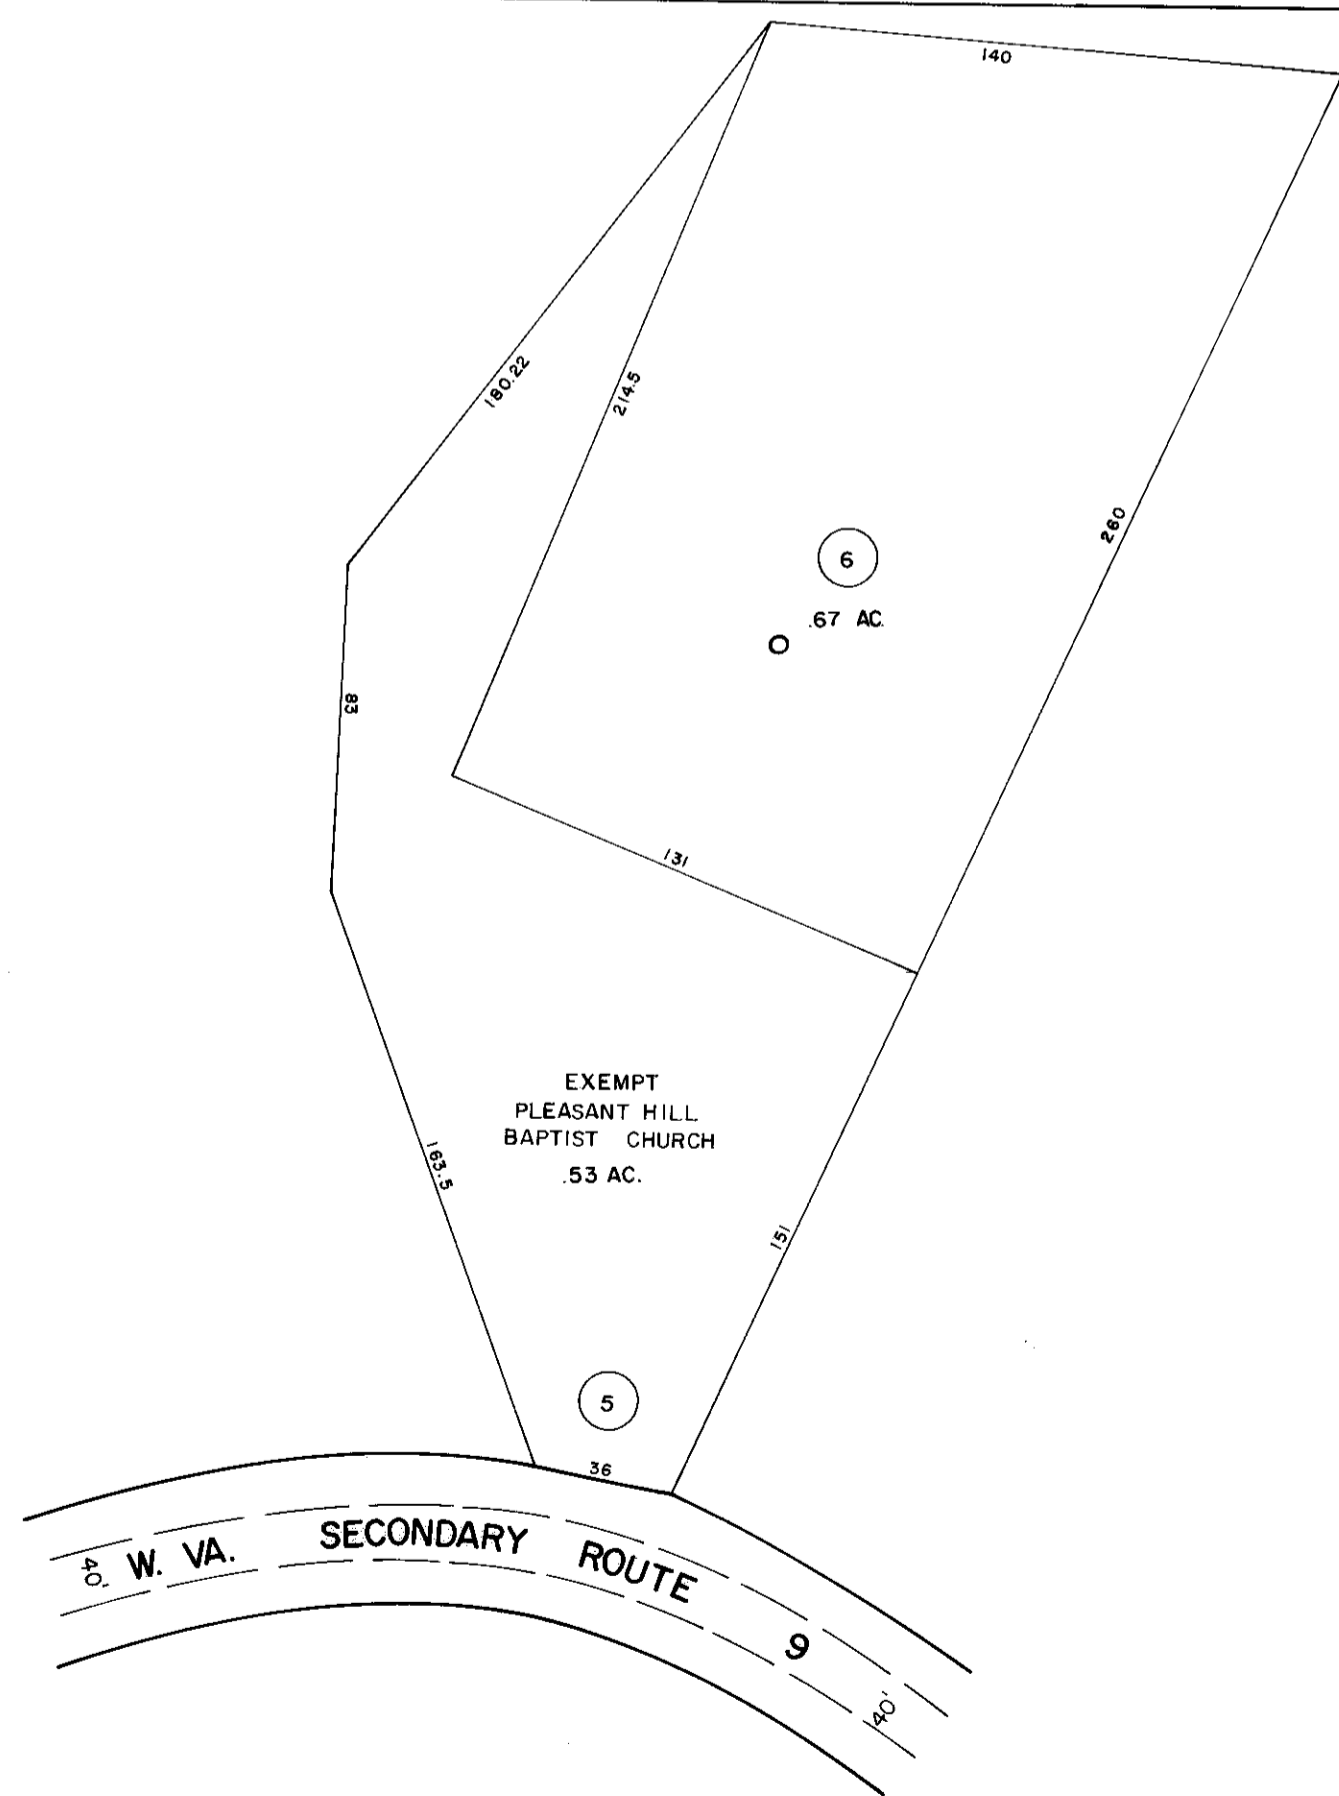 140
180.22
214.5
260
6
.67 AC.
83
131
EXEMPT
PLEASANT HILL
BAPTIST CHURCH
.53 AC.
163.5
151
5
36
W. VA. SECONDARY ROUTE 9
40'
40'